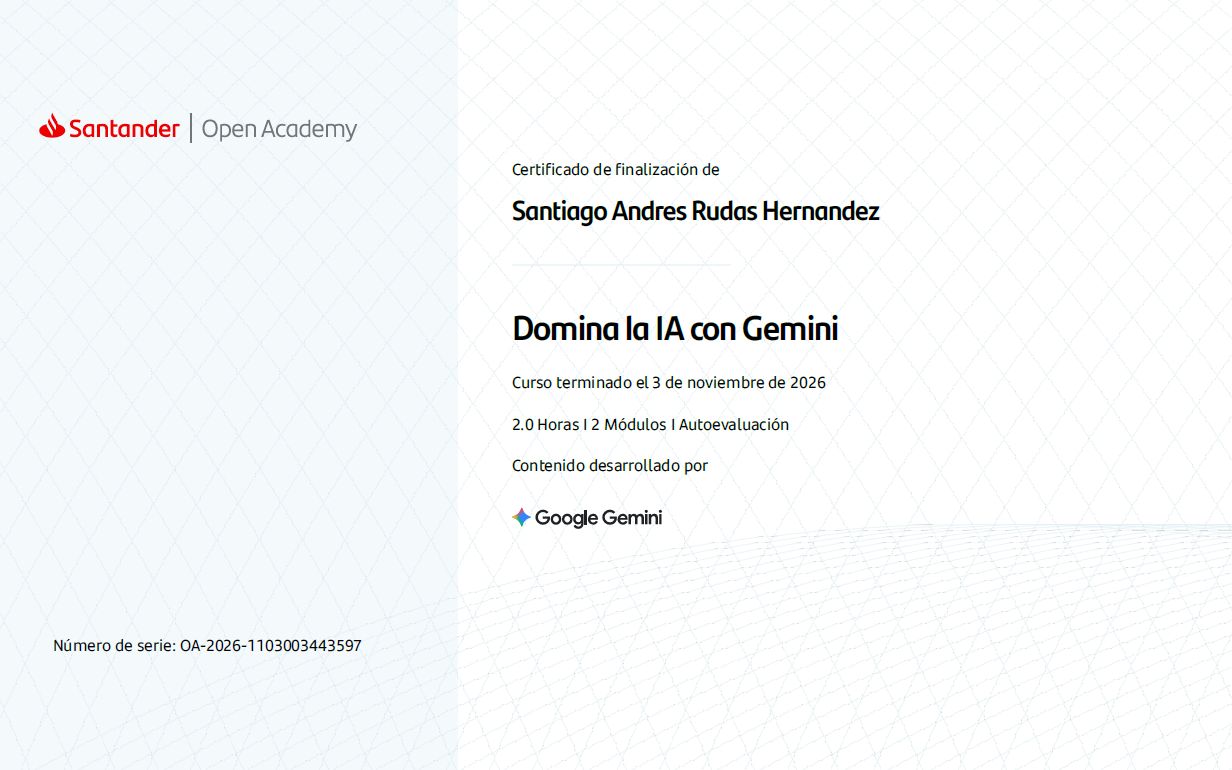 Santander | Open Academy
Certificado de finalización de
Santiago Andres Rudas Hernandez
Domina la IA con Gemini
Curso terminado el 3 de noviembre de 2026
2.0 Horas I 2 Módulos I Autoevaluación
Contenido desarrollado por
Google Gemini
Número de serie: OA-2026-1103003443597